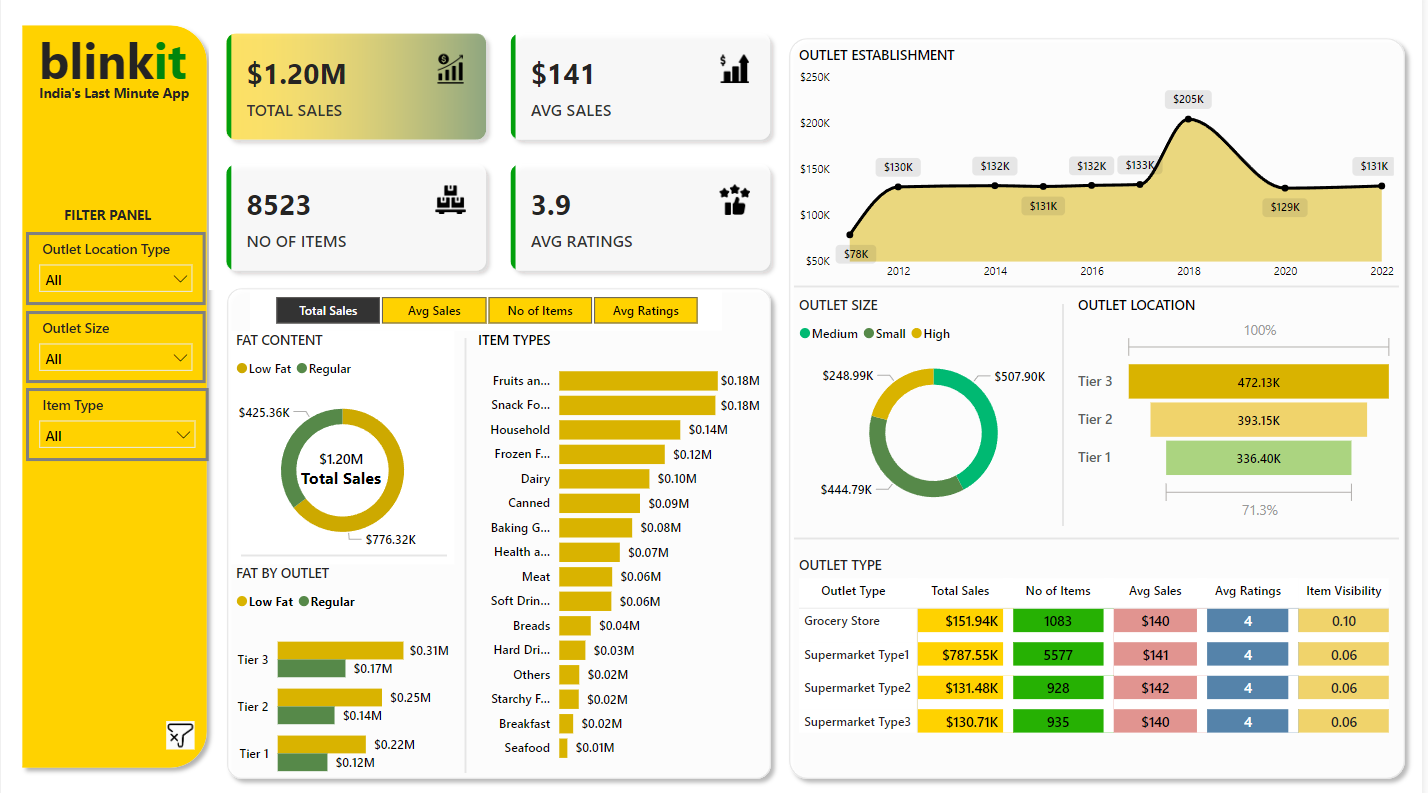 blinkit
India's Last Minute App
FILTER PANEL
Outlet Location Type
All
Outlet Size
All
Item Type
All
$1.20M
TOTAL SALES
$141
AVG SALES
8523
NO OF ITEMS
3.9
AVG RATINGS
Total Sales Avg Sales No of Items Avg Ratings
FAT CONTENT
Low Fat Regular
$425.36K
$1.20M
Total Sales
$776.32K
FAT BY OUTLET
Low Fat Regular
Tier 3 $0.31M
$0.17M
Tier 2 $0.25M
$0.14M
Tier 1 $0.22M
$0.12M
ITEM TYPES
Fruits an... $0.18M
Snack Fo... $0.18M
Household $0.14M
Frozen F... $0.12M
Dairy $0.10M
Canned $0.09M
Baking G... $0.08M
Health a... $0.07M
Meat $0.06M
Soft Drin... $0.06M
Breads $0.04M
Hard Dri... $0.03M
Others $0.02M
Starchy F... $0.02M
Breakfast $0.02M
Seafood $0.01M
OUTLET ESTABLISHMENT
$250K
$200K
$150K
$100K
$50K
$78K
$130K
$132K
$131K
$132K
$133K
$205K
$129K
$131K
2012 2014 2016 2018 2020 2022
OUTLET SIZE
Medium Small High
$248.99K
$507.90K
$444.79K
OUTLET LOCATION
100%
Tier 3 472.13K
Tier 2 393.15K
Tier 1 336.40K
71.3%
OUTLET TYPE
Outlet Type Total Sales No of Items Avg Sales Avg Ratings Item Visibility
Grocery Store $151.94K 1083 $140 4 0.10
Supermarket Type1 $787.55K 5577 $141 4 0.06
Supermarket Type2 $131.48K 928 $142 4 0.06
Supermarket Type3 $130.71K 935 $140 4 0.06